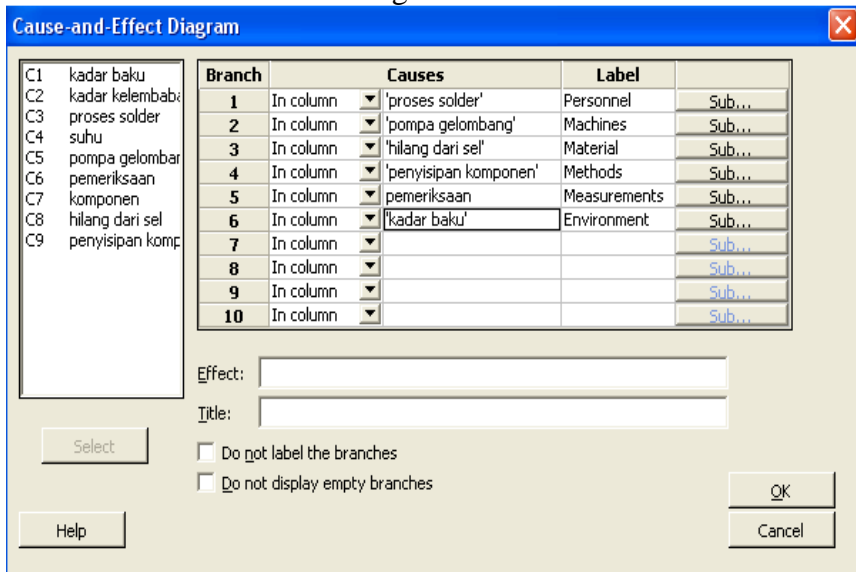 Cause-and-Effect Diagram
C1 kadar baku
C2 kadar kelembaba
C3 proses solder
C4 suhu
C5 pompa gelombar
C6 pemeriksaan
C7 komponen
C8 hilang dari sel
C9 penyisipan komp
Branch Causes Label
1 In column 'proses solder' Personnel Sub...
2 In column 'pompa gelombang' Machines Sub...
3 In column 'hilang dari sel' Material Sub...
4 In column 'penyisipan komponen' Methods Sub...
5 In column pemeriksaan Measurements Sub...
6 In column 'kadar baku' Environment Sub...
7 In column Sub...
8 In column Sub...
9 In column Sub...
10 In column Sub...
Effect:
Title:
Select
Do not label the branches
Do not display empty branches
OK
Help
Cancel